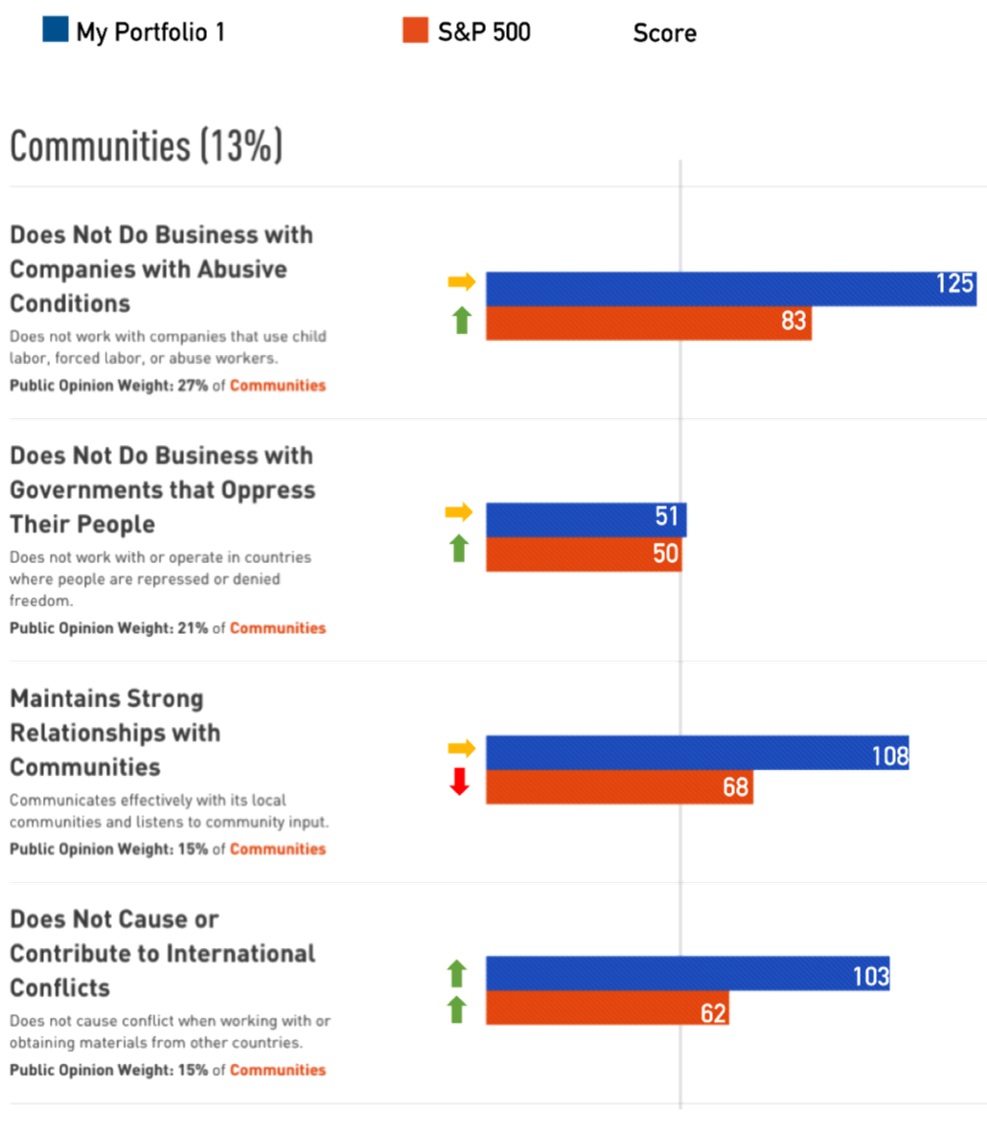 My Portfolio 1 S&P 500 Score
Communities (13%)
Does Not Do Business with
Companies with Abusive
Conditions
Does not work with companies that use child
labor, forced labor, or abuse workers.
Public Opinion Weight: 27% of Communities
125
83
Does Not Do Business with
Governments that Oppress
Their People
Does not work with or operate in countries
where people are repressed or denied
freedom.
Public Opinion Weight: 21% of Communities
51
50
Maintains Strong
Relationships with
Communities
Communicates effectively with its local
communities and listens to community input.
Public Opinion Weight: 15% of Communities
108
68
Does Not Cause or
Contribute to International
Conflicts
Does not cause conflict when working with or
obtaining materials from other countries.
Public Opinion Weight: 15% of Communities
103
62